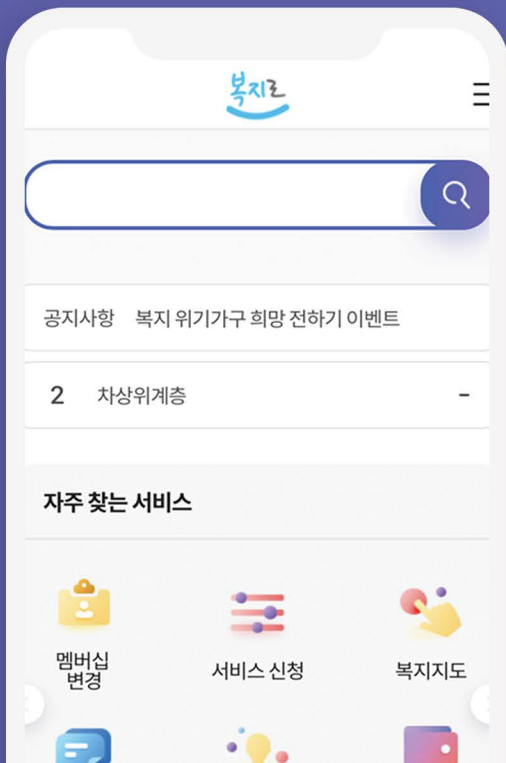 복지로
공지사항 복지 위기가구 희망 전하기 이벤트
2 차상위계층 -
자주 찾는 서비스
멤버십
변경
서비스 신청
복지지도